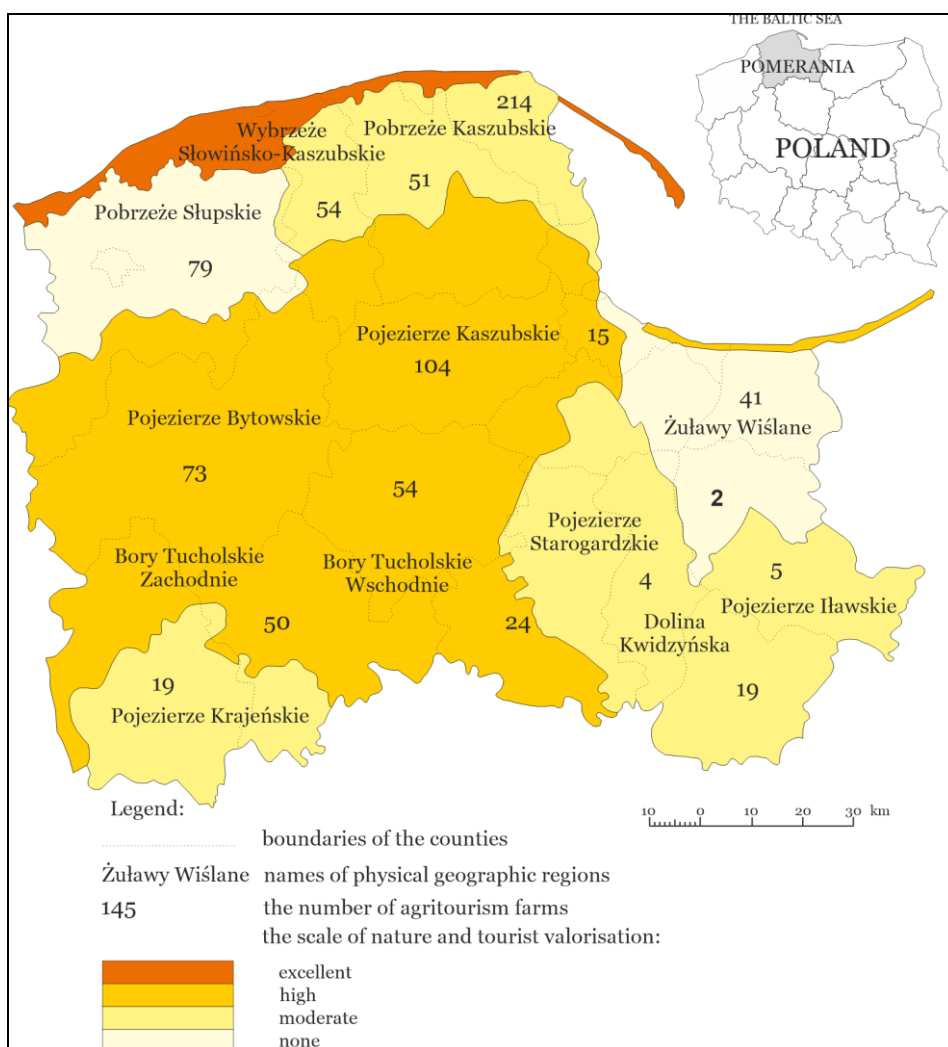 THE BALTIC SEA
POMERANIA
POLAND
214
Wybrzeże
Słowińsko-Kaszubskie
Pobrzeże Kaszubskie
51
54
Pobrzeże Słupskie
79
Pojezierze Kaszubskie
104
15
41
Żuławy Wiślane
2
Pojezierze Bytowskie
73
54
Pojezierze
Starogardzkie
4
Bory Tucholskie
Zachodnie
Bory Tucholskie
Wschodnie
5
Pojezierze Iławskie
Dolina
Kwidzyńska
50
24
19
19
Pojezierze Krajeńskie
Legend:
10 0 10 20 30 km
boundaries of the counties
Żuławy Wiślane names of physical geographic regions
145 the number of agritourism farms
the scale of nature and tourist valorisation:
excellent
high
moderate
none